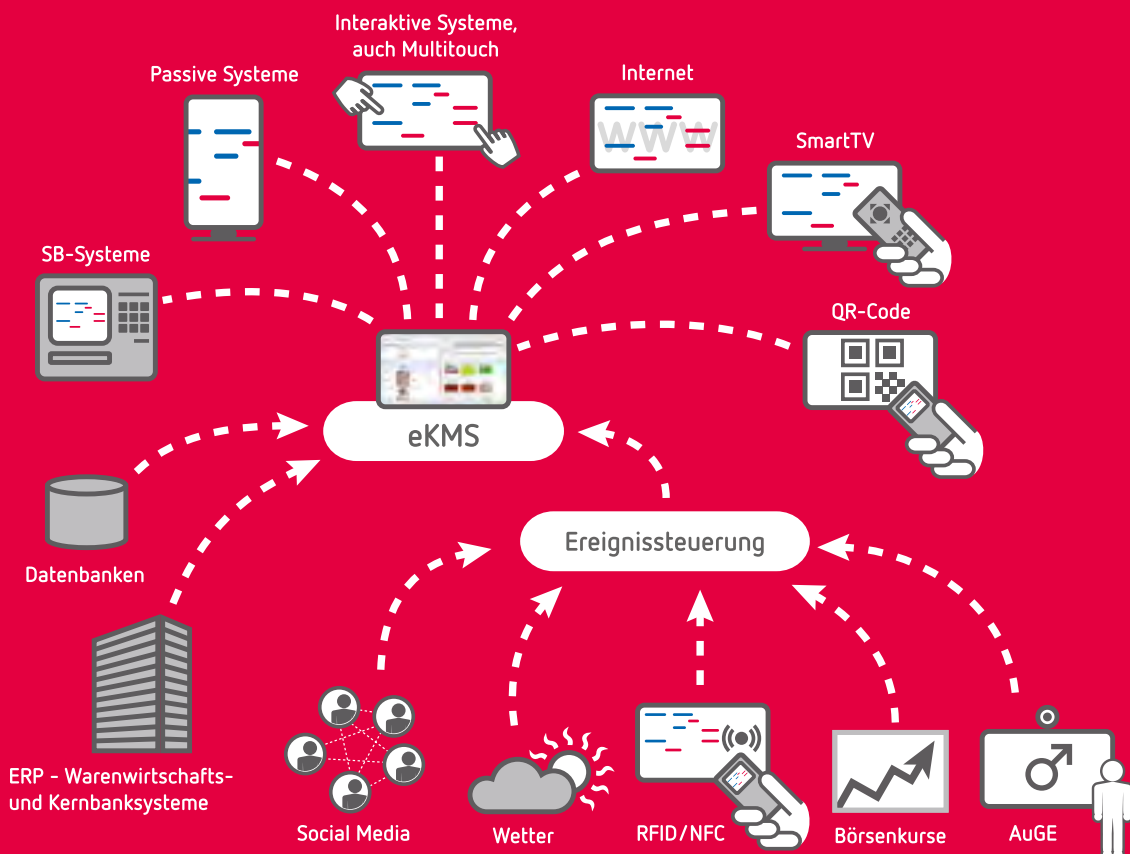 Interaktive Systeme,
auch Multitouch
Passive Systeme
Internet
www
SmartTV
SB-Systeme
QR-Code
eKMS
Ereignissteuerung
Datenbanken
ERP - Warenwirtschafts-
und Kernbanksysteme
Social Media
Wetter
RFID/NFC
Börsenkurse
AuGE